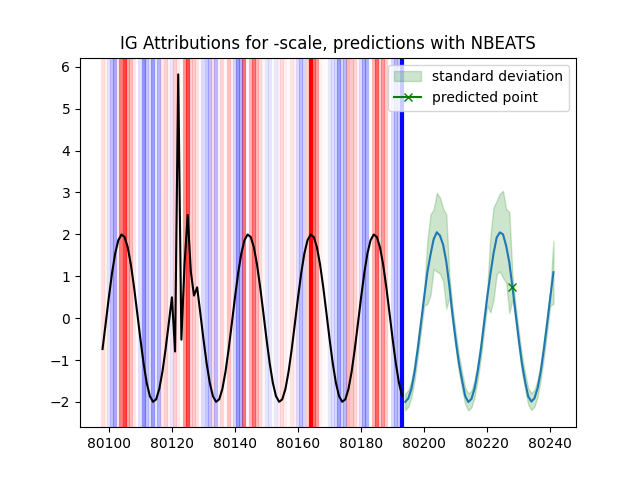 IG Attributions for -scale, predictions with NBEATS
standard deviation
predicted point
6
5
4
3
2
1
0
−1
−2
80100 80120 80140 80160 80180 80200 80220 80240